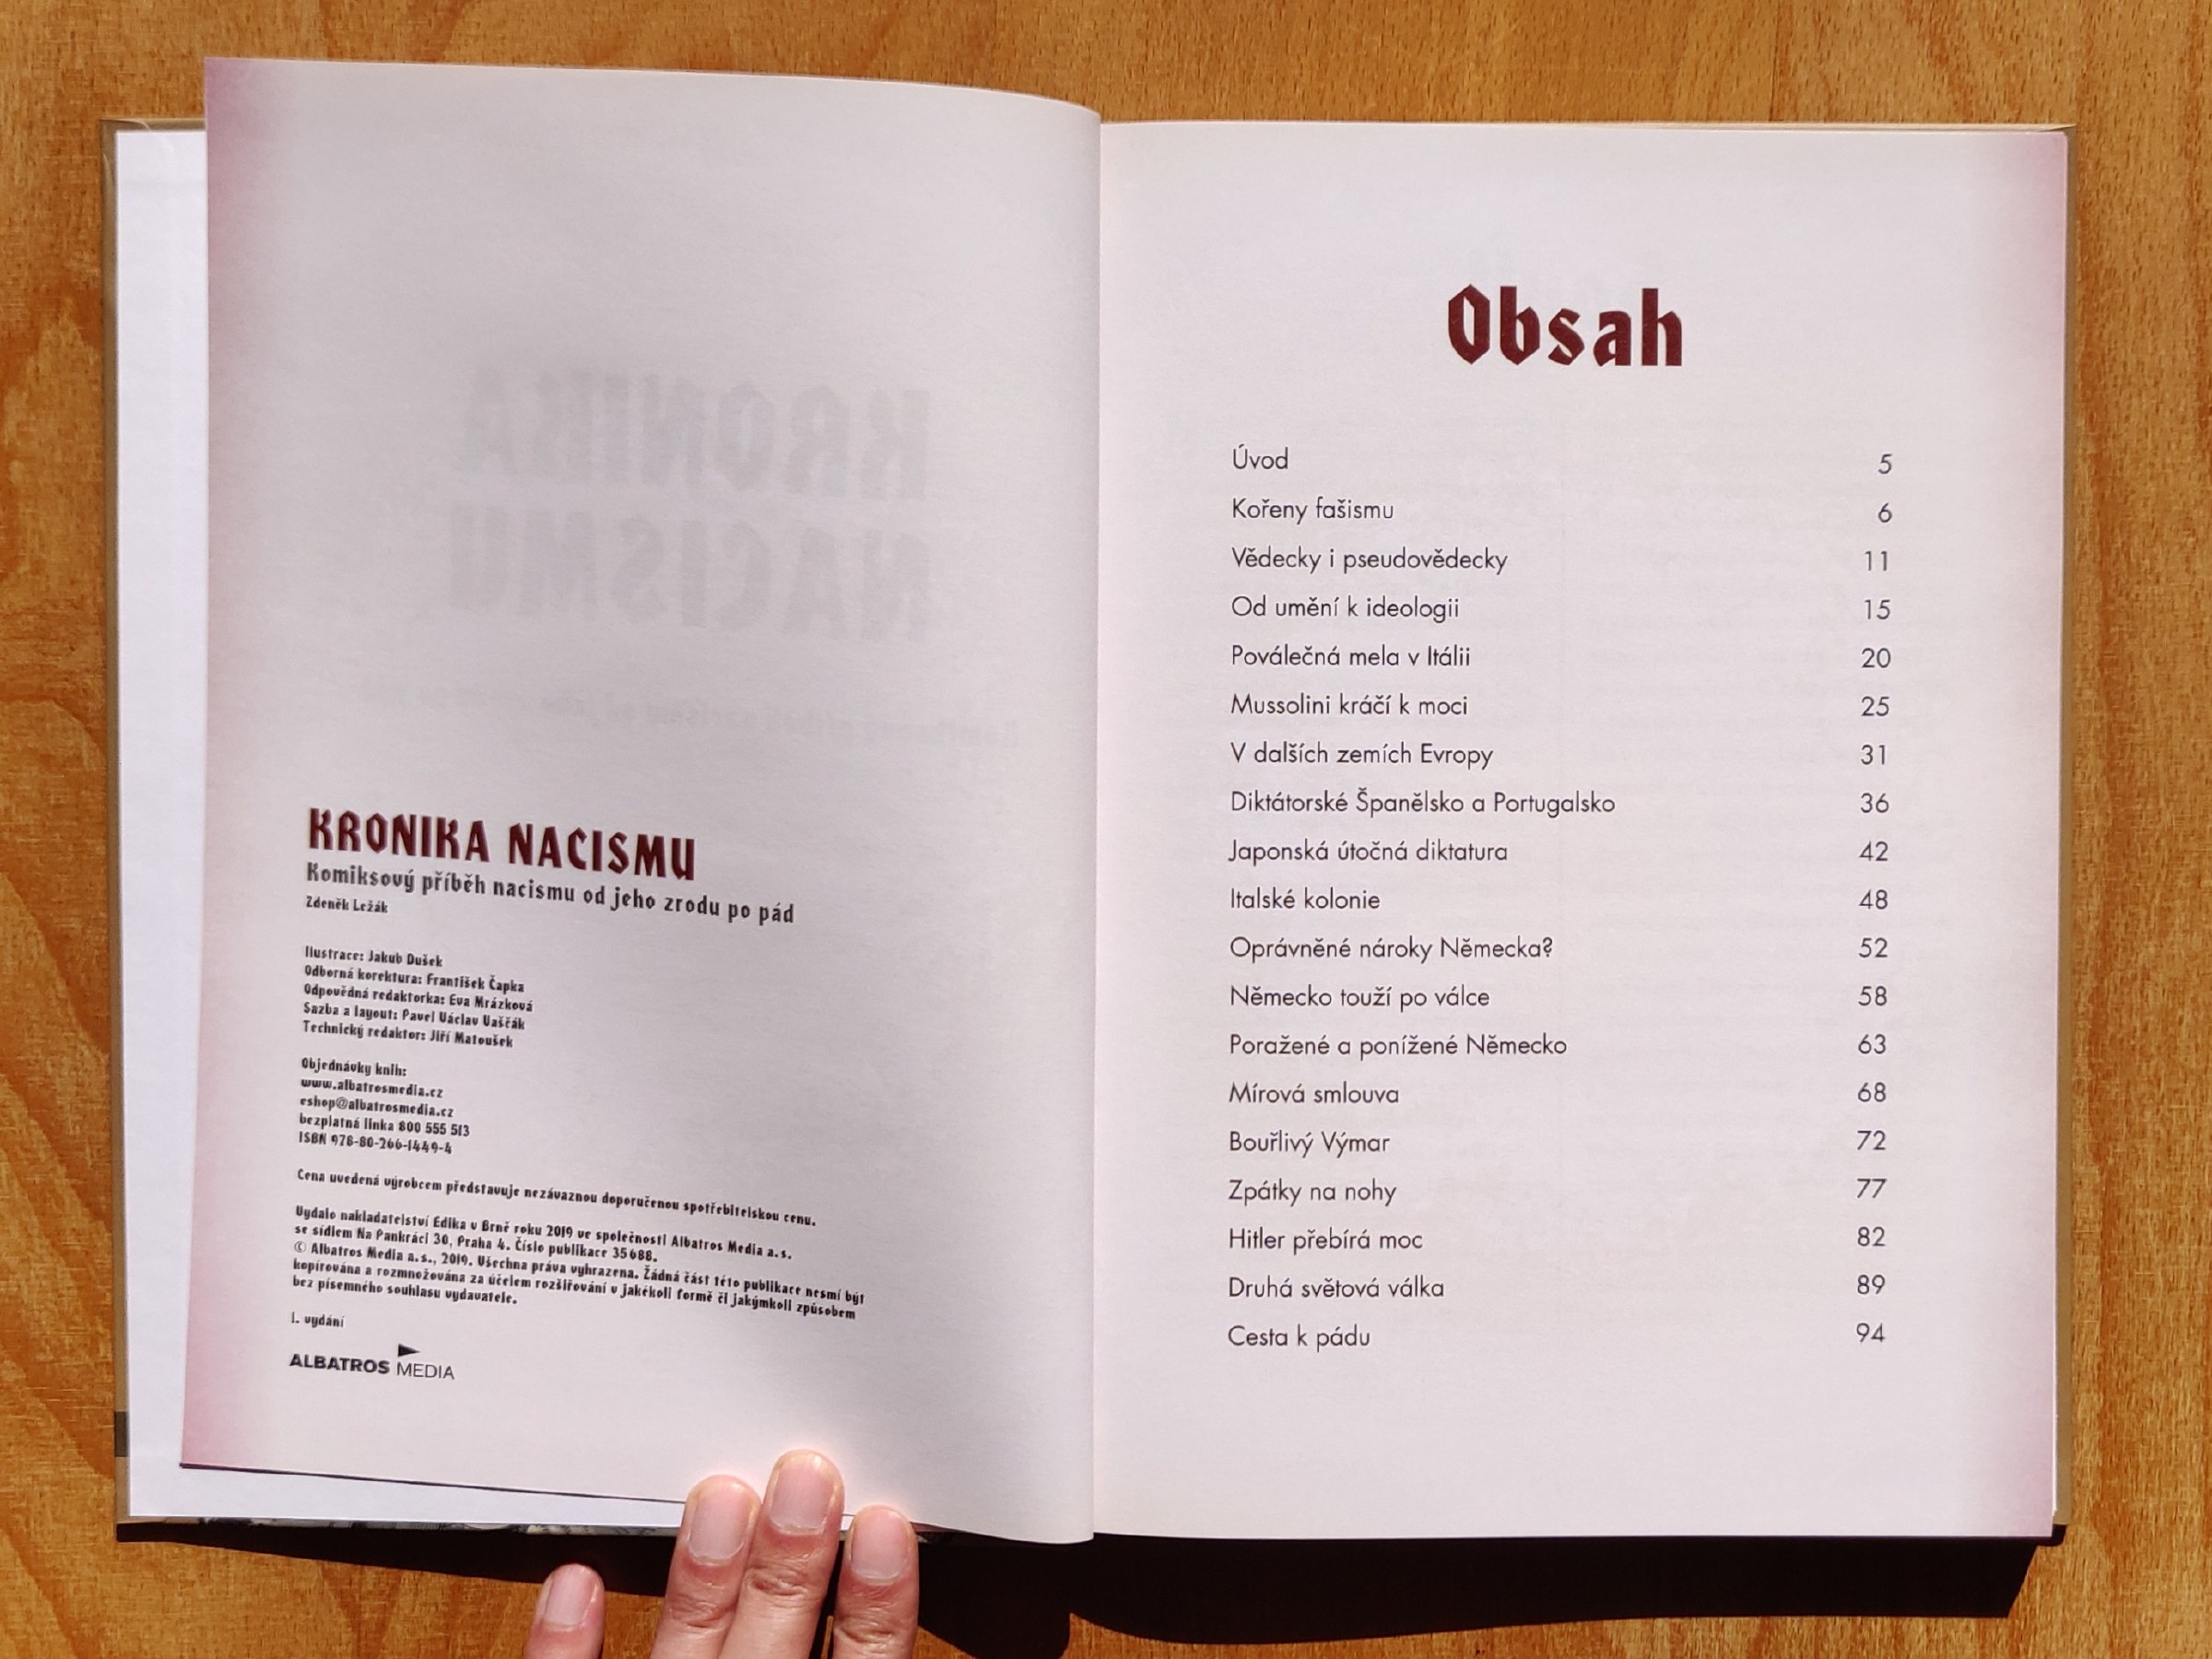 KRONIKA NACISMU
Komiksový příběh nacismu od jeho zrodu po pád
Zdeněk Ležák
Ilustrace: Jakub Dušek
Odborná korektura: František Čapka
Odpovědná redaktorka: Eva Mrázková
Sazba a layout: Pavel Václav Vaščák
Technický redaktor: Jiří Matoušek
Objednávky knih:
www.albatrosmedia.cz
eshop@albatrosmedia.cz
bezplatná linka 800 555 513
ISBN 978-80-266-1449-4
Cena uvedená výrobcem představuje nezávaznou doporučenou spotřebitelskou cenu.
Vydalo nakladatelství Edika v Brně roku 2019 ve společnosti Albatros Media a. s.
se sídlem Na Pankráci 30, Praha 4. Číslo publikace 35688.
© Albatros Media a. s., 2019. Všechna práva vyhrazena. Žádná část této publikace nesmí být
kopírována a rozmnožována za účelem rozšiřování v jakékoli formě či jakýmkoli způsobem
bez písemného souhlasu vydavatele.
1. vydání
ALBATROS MEDIA
Obsah
Úvod 5
Kořeny fašismu 6
Vědecky i pseudovědecky 11
Od umění k ideologii 15
Poválečná mela v Itálii 20
Mussolini kráčí k moci 25
V dalších zemích Evropy 31
Diktátorské Španělsko a Portugalsko 36
Japonská útočná diktatura 42
Italské kolonie 48
Oprávněné nároky Německa? 52
Německo touží po válce 58
Poražené a ponížené Německo 63
Mírová smlouva 68
Bouřlivý Výmar 72
Zpátky na nohy 77
Hitler přebírá moc 82
Druhá světová válka 89
Cesta k pádu 94